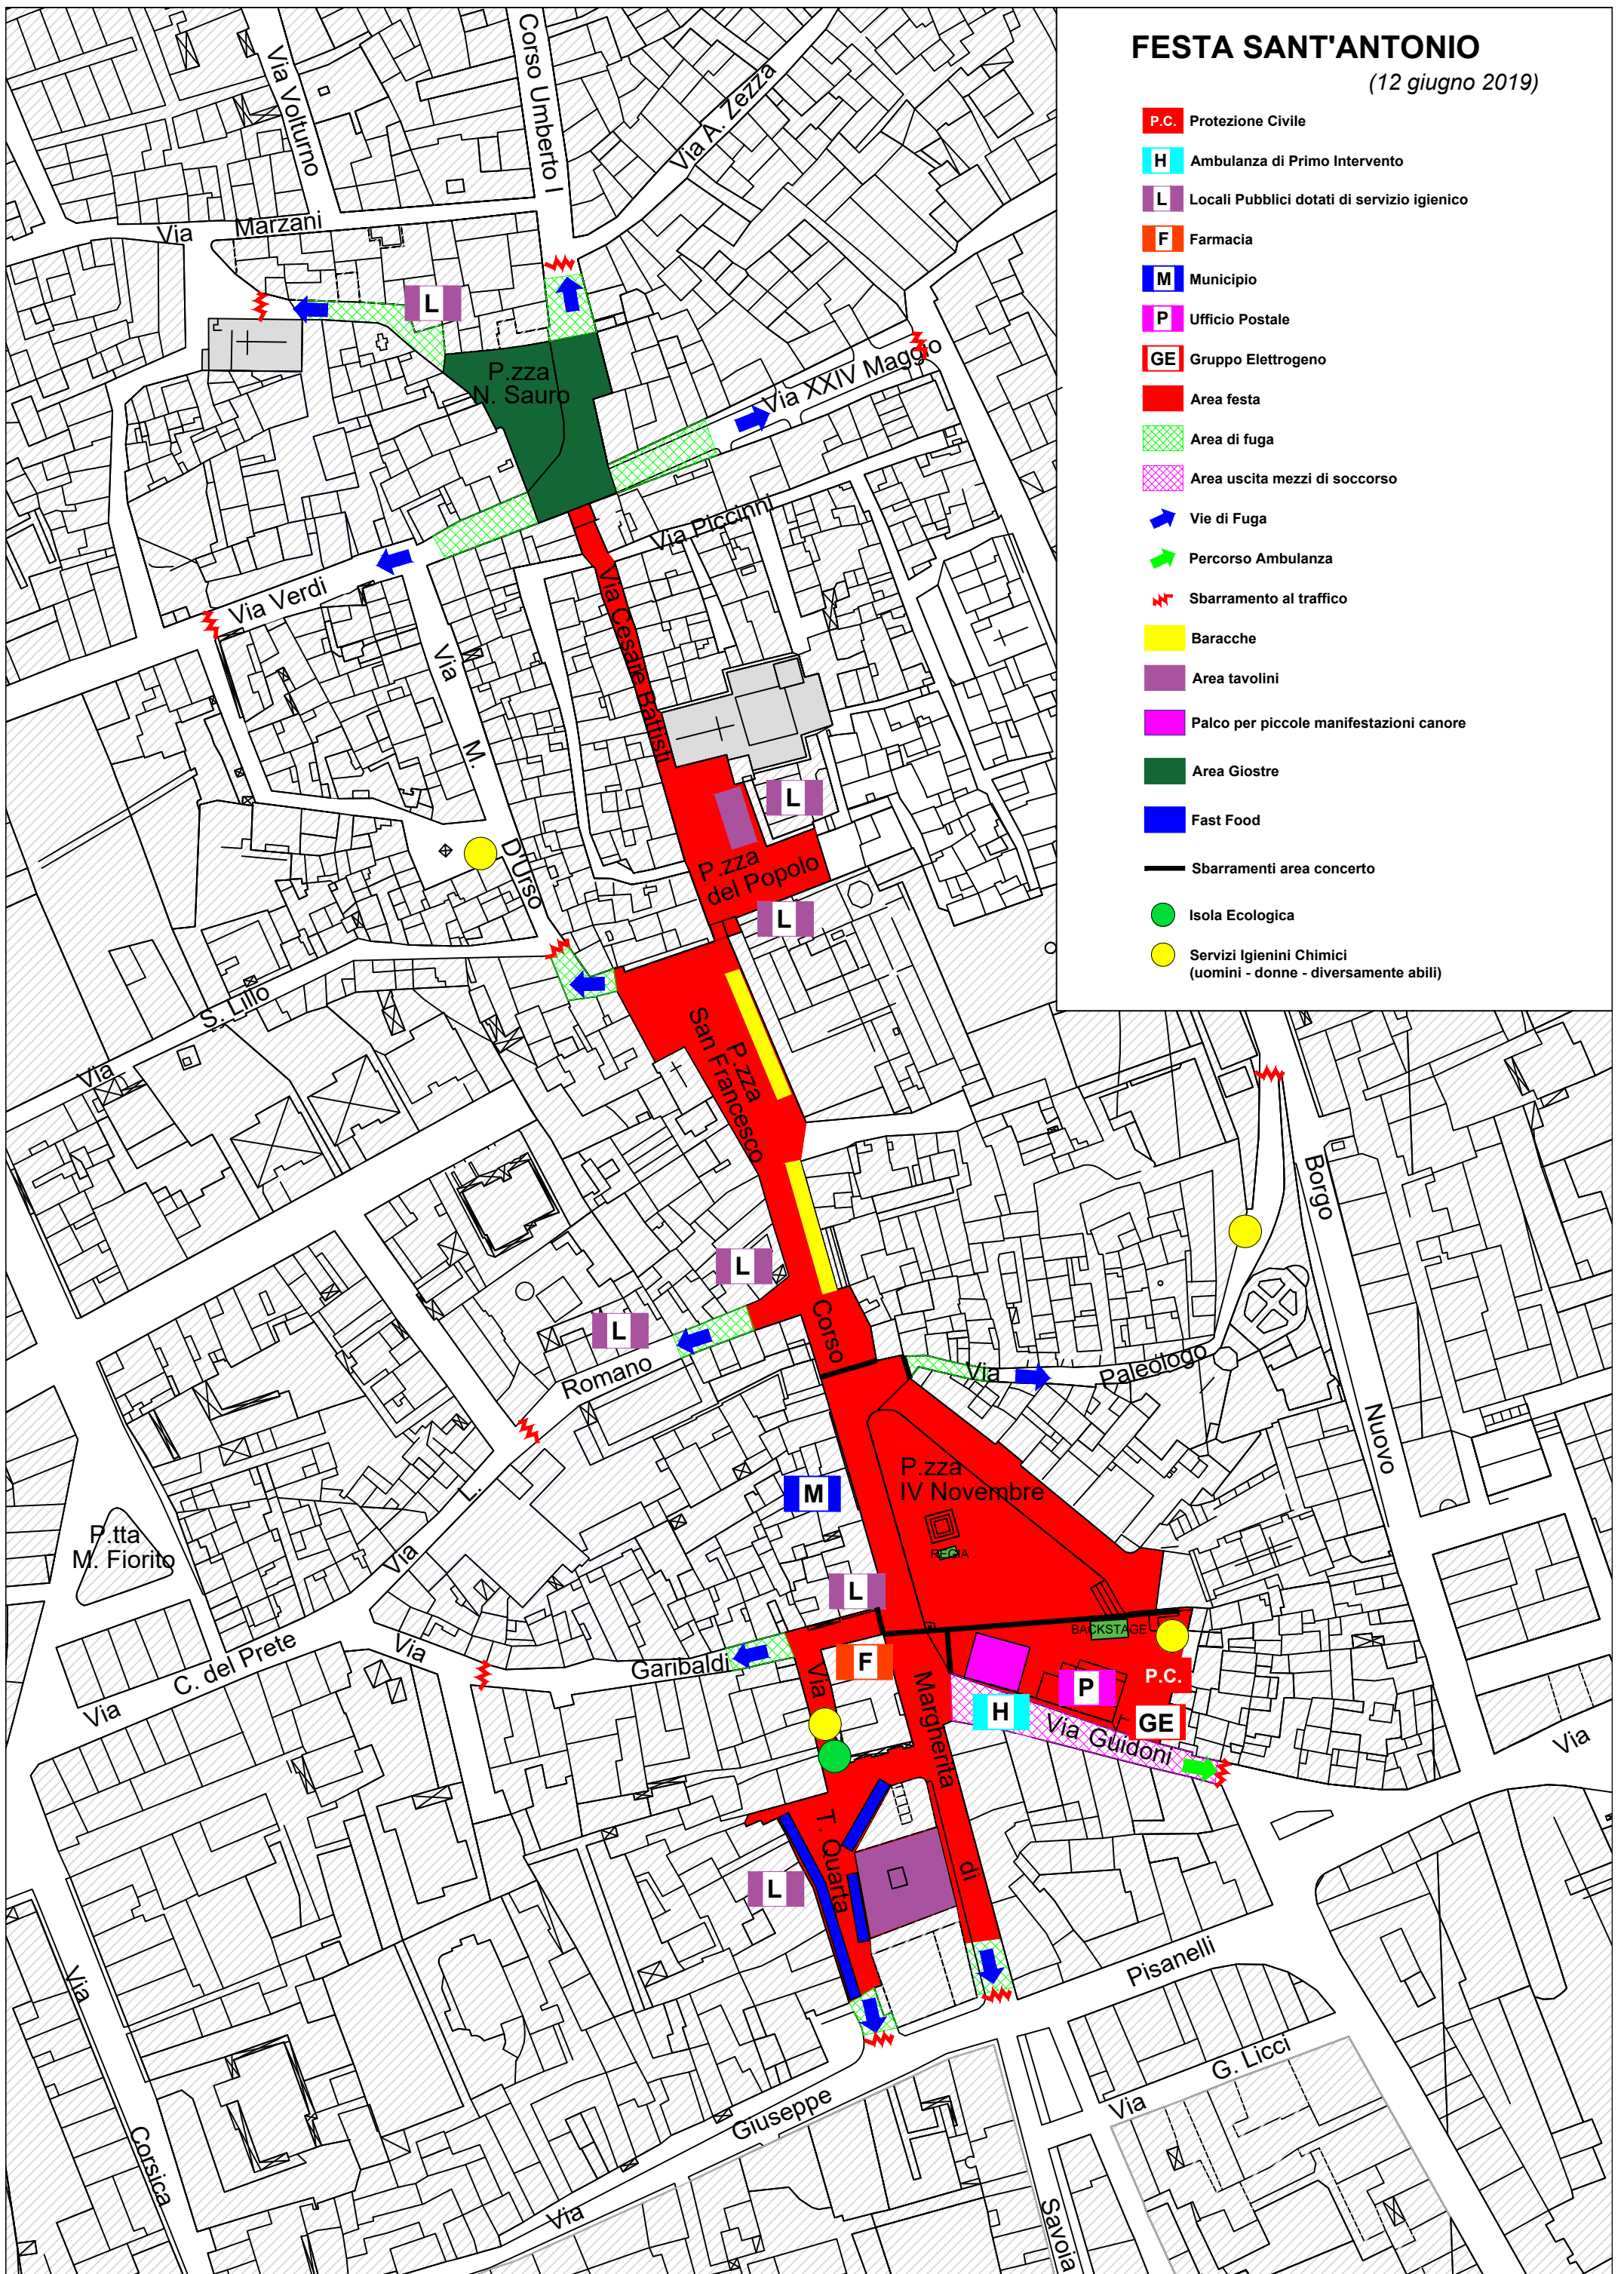 FESTA SANT'ANTONIO
(12 giugno 2019)
P.C. Protezione Civile
H Ambulanza di Primo Intervento
L Locali Pubblici dotati di servizio igienico
F Farmacia
M Municipio
P Ufficio Postale
GE Gruppo Elettrogeno
Area festa
Area di fuga
Area uscita mezzi di soccorso
Vie di Fuga
Percorso Ambulanza
Sbarramento al traffico
Baracche
Area tavolini
Palco per piccole manifestazioni canore
Area Giostre
Fast Food
Sbarramenti area concerto
Isola Ecologica
Servizi Igienini Chimici
(uomini - donne - diversamente abili)
Via Volturno
Corso Umberto I
Via A. Zezza
Via Marzani
L
P.zza
N. Sauro
Via XXIV Maggio
Via Piccinni
Via Verdi
Via Cesare Battisti
Via M. D'Urso
L
P.zza
del Popolo
L
Via S. Lillo
P.zza
San Francesco
Borgo Nuovo
L
L
Corso Margherita di Savoia
Via L. Romano
Via Paleologo
P.zza
IV Novembre
M
REGIA
P.tta
M. Fiorito
L
BACKSTAGE
Via C. del Prete
Via Garibaldi
F
P.C.
P
H
GE
Via Guidoni
Via T. Quarta
Via
L
Via Giuseppe Pisanelli
Via G. Licci
Via Corsica